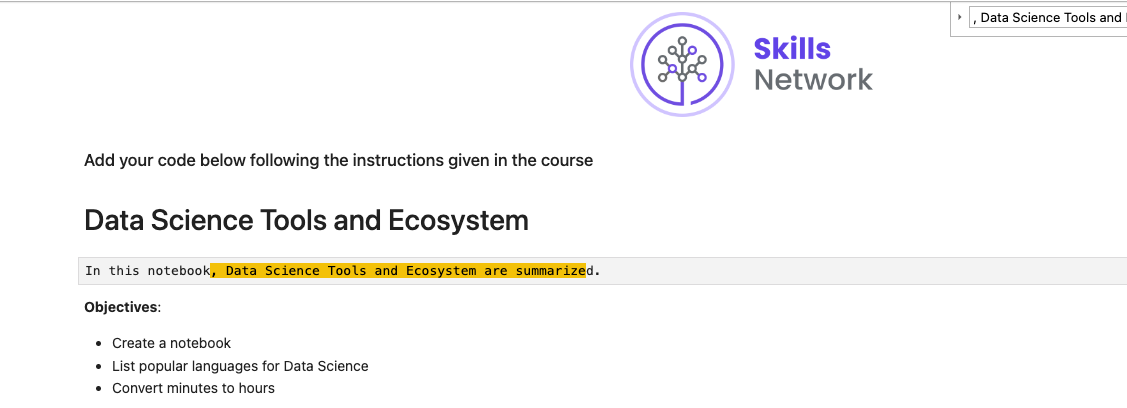 , Data Science Tools and
Skills
Network
Add your code below following the instructions given in the course
Data Science Tools and Ecosystem
In this notebook, Data Science Tools and Ecosystem are summarized.
Objectives:
• Create a notebook
• List popular languages for Data Science
• Convert minutes to hours